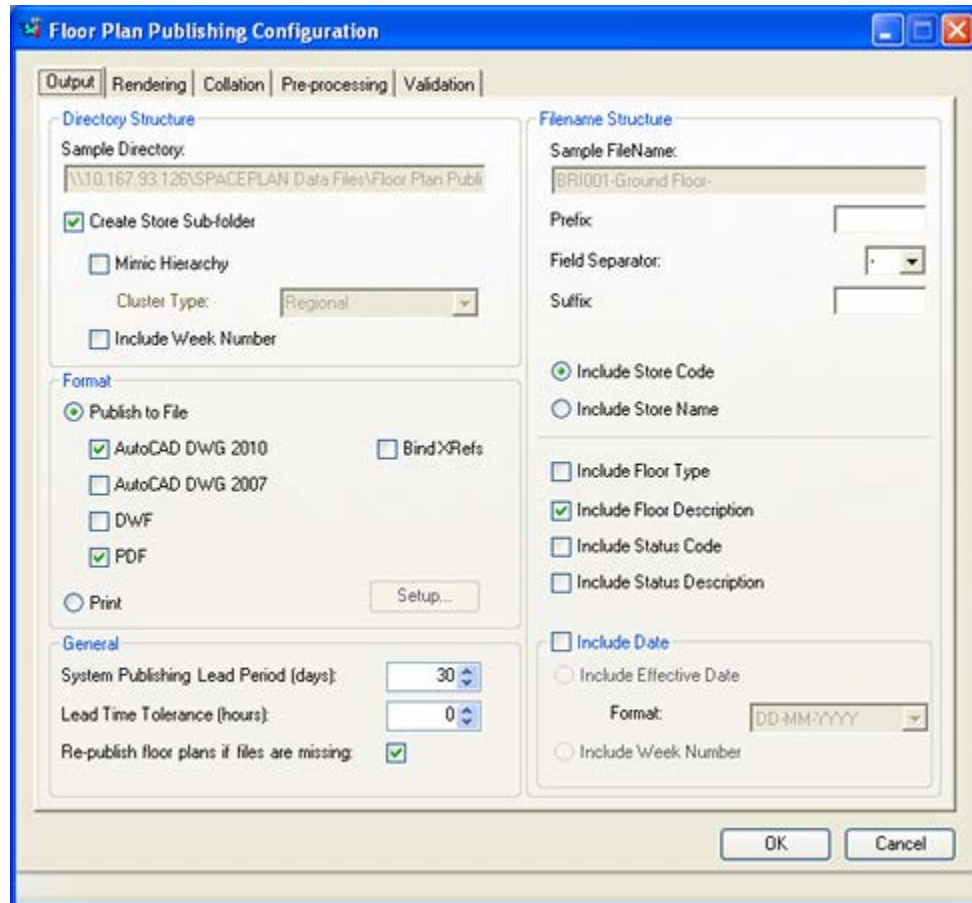 Floor Plan Publishing Configuration
Output
Rendering
Collation
Pre-processing
Validation
Directory Structure
Sample Directory:
\\10.167.93.126\SPACEPLAN Data Files\Floor Plan Publi
Create Store Sub-folder
Mimic Hierarchy
Cluster Type:
Regional
Include Week Number
Format
Publish to File
AutoCAD DWG 2010
Bind XRefs
AutoCAD DWG 2007
DWF
PDF
Print
Setup...
General
System Publishing Lead Period (days):
30
Lead Time Tolerance (hours):
0
Re-publish floor plans if files are missing:
Filename Structure
Sample FileName:
BRI001-Ground Floor-
Prefix:
Field Separator:
-
Suffix:
Include Store Code
Include Store Name
Include Floor Type
Include Floor Description
Include Status Code
Include Status Description
Include Date
Include Effective Date
Format:
DD-MM-YYYY
Include Week Number
OK
Cancel